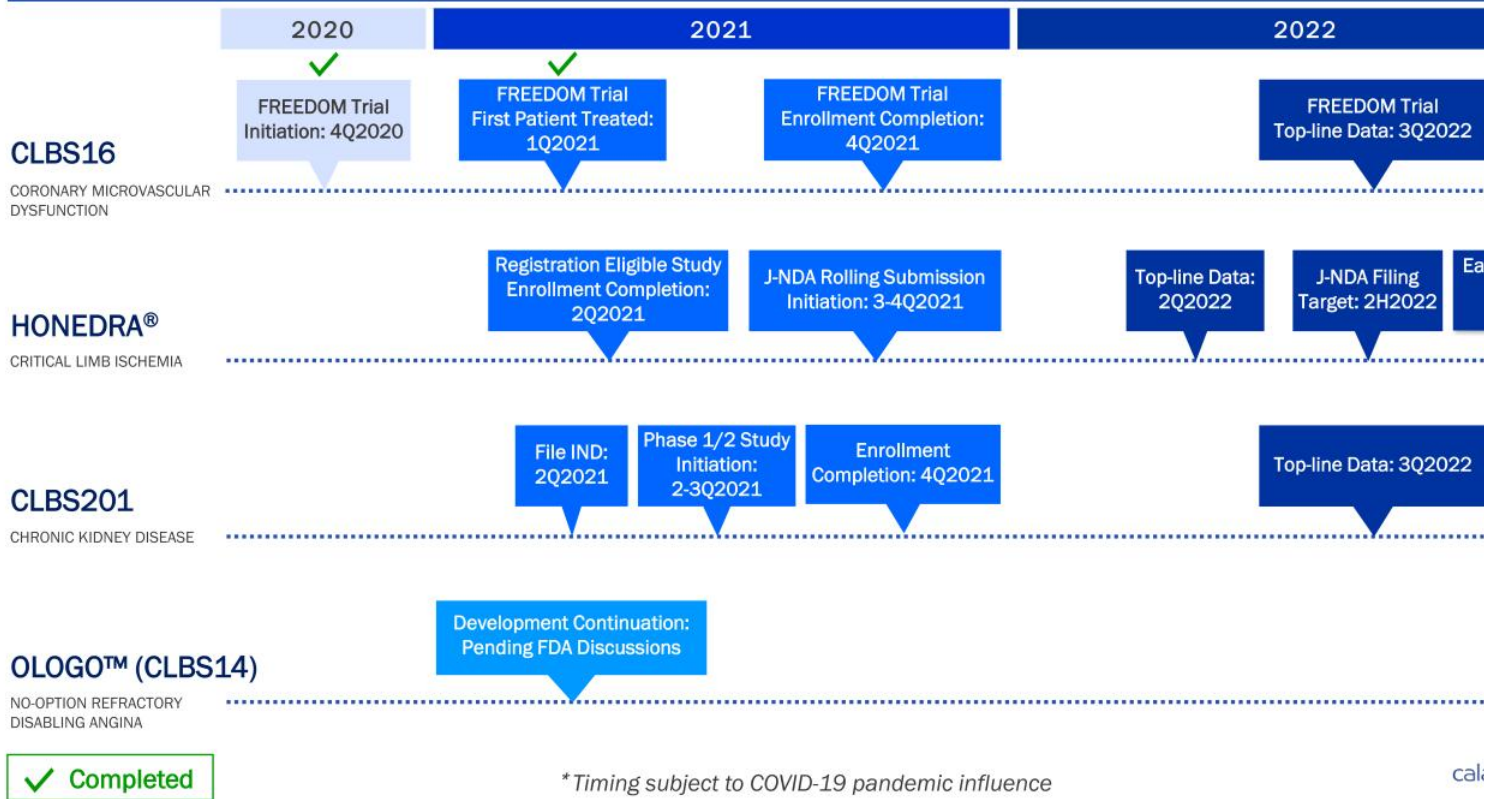 2020
2021
2022
FREEDOM Trial
Initiation: 4Q2020
FREEDOM Trial
First Patient Treated:
1Q2021
FREEDOM Trial
Enrollment Completion:
4Q2021
FREEDOM Trial
Top-line Data: 3Q2022
CLBS16
CORONARY MICROVASCULAR
DYSFUNCTION
Registration Eligible Study
Enrollment Completion:
2Q2021
J-NDA Rolling Submission
Initiation: 3-4Q2021
Top-line Data:
2Q2022
J-NDA Filing
Target: 2H2022
Ea
HONEDRA®
CRITICAL LIMB ISCHEMIA
File IND:
2Q2021
Phase 1/2 Study
Initiation:
2-3Q2021
Enrollment
Completion: 4Q2021
Top-line Data: 3Q2022
CLBS201
CHRONIC KIDNEY DISEASE
Development Continuation:
Pending FDA Discussions
OLOGO™ (CLBS14)
NO-OPTION REFRACTORY
DISABLING ANGINA
✓ Completed
*Timing subject to COVID-19 pandemic influence
cala